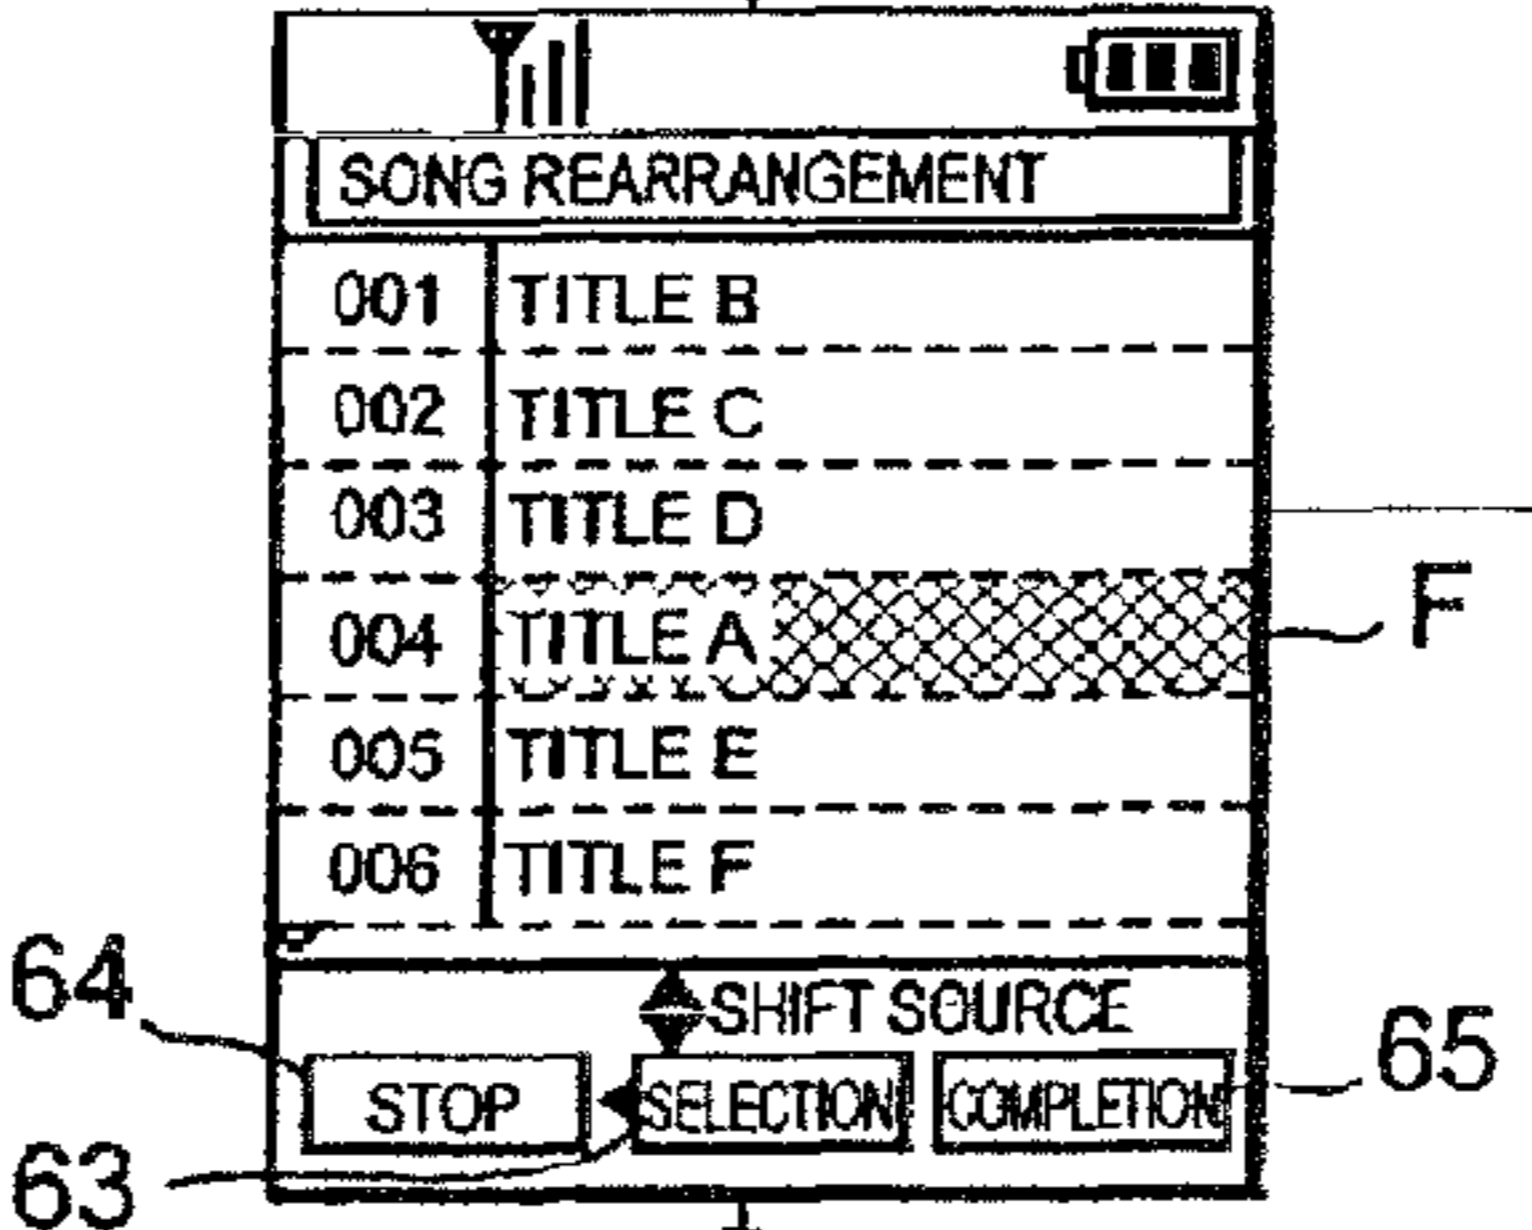 SONG REARRANGEMENT
001 TITLE B
002 TITLE C
003 TITLE D
004 TITLE A
F
005 TITLE E
006 TITLE F
64
SHIFT SOURCE
65
STOP SELECTION COMPLETION
63